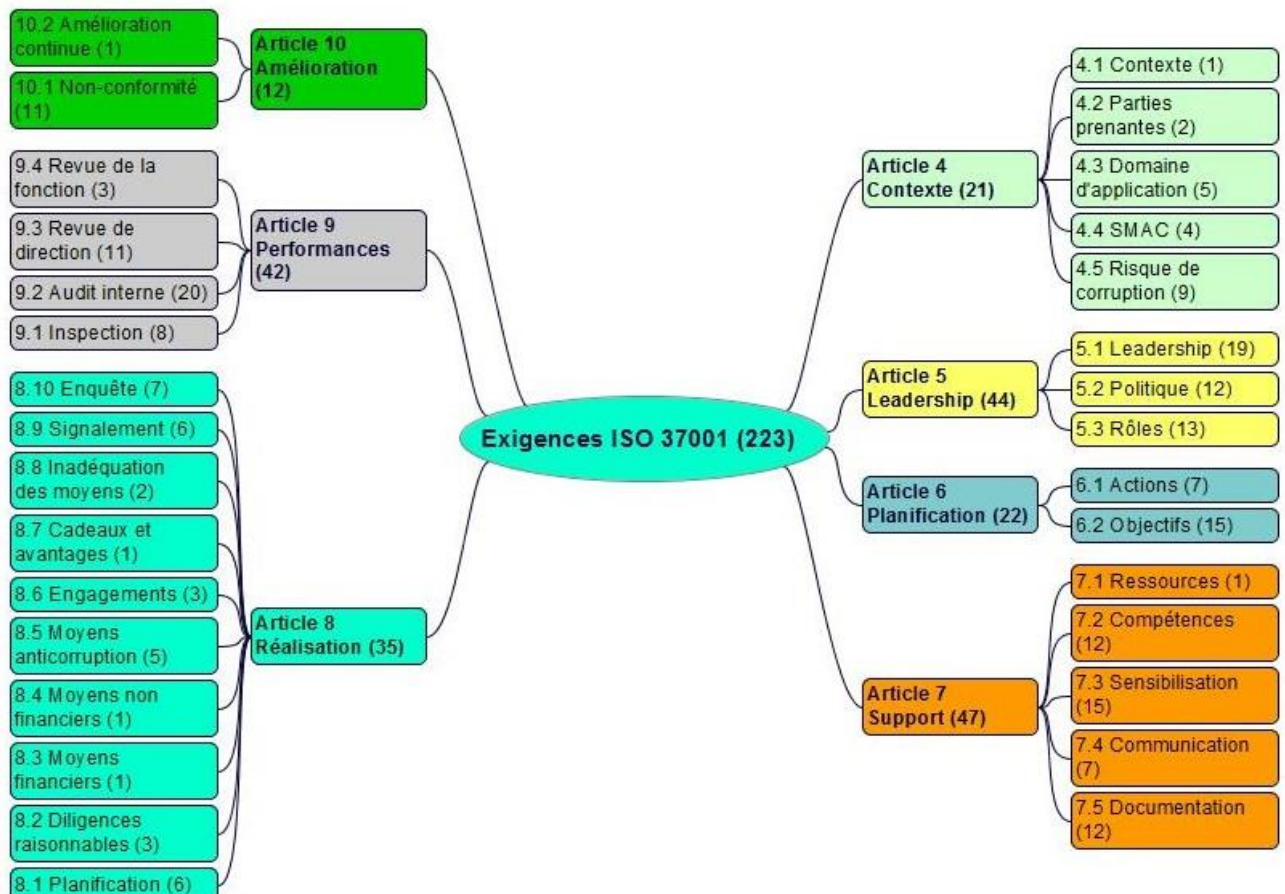 Exigences ISO 37001 (223)
Article 4
Contexte (21)
4.1 Contexte (1)
4.2 Parties
prenantes (2)
4.3 Domaine
d'application (5)
4.4 SMAC (4)
4.5 Risque de
corruption (9)
Article 5
Leadership (44)
5.1 Leadership (19)
5.2 Politique (12)
5.3 Rôles (13)
Article 6
Planification (22)
6.1 Actions (7)
6.2 Objectifs (15)
Article 7
Support (47)
7.1 Ressources (1)
7.2 Compétences
(12)
7.3 Sensibilisation
(15)
7.4 Communication
(7)
7.5 Documentation
(12)
Article 8
Réalisation (35)
8.10 Enquête (7)
8.9 Signalement (6)
8.8 Inadéquation
des moyens (2)
8.7 Cadeaux et
avantages (1)
8.6 Engagements (3)
8.5 Moyens
anticorruption (5)
8.4 Moyens non
financiers (1)
8.3 Moyens
financiers (1)
8.2 Diligences
raisonnables (3)
8.1 Planification (6)
Article 9
Performances
(42)
9.4 Revue de la
fonction (3)
9.3 Revue de
direction (11)
9.2 Audit interne (20)
9.1 Inspection (8)
Article 10
Amélioration
(12)
10.2 Amélioration
continue (1)
10.1 Non-conformité
(11)